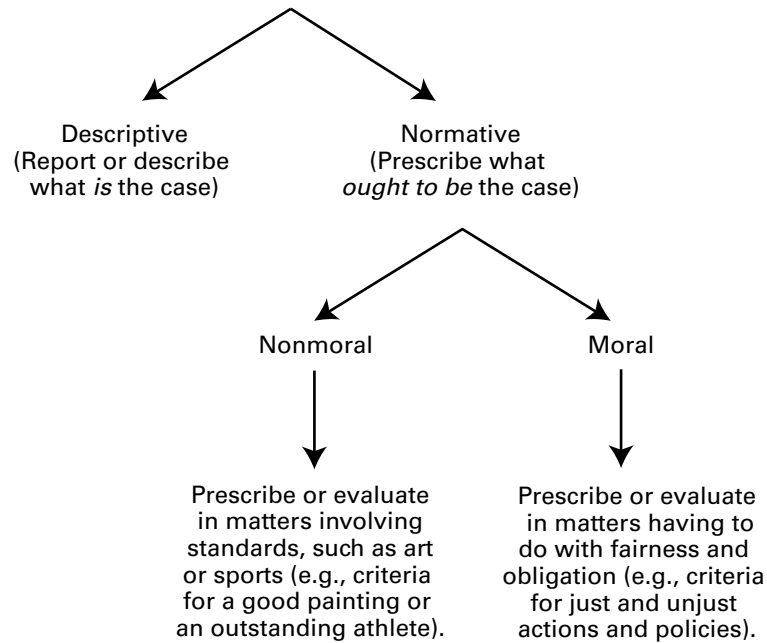 Descriptive
(Report or describe
what is the case)
Normative
(Prescribe what
ought to be the case)
Nonmoral
Moral
Prescribe or evaluate
in matters involving
standards, such as art
or sports (e.g., criteria
for a good painting or
an outstanding athlete).
Prescribe or evaluate
in matters having to
do with fairness and
obligation (e.g., criteria
for just and unjust
actions and policies).